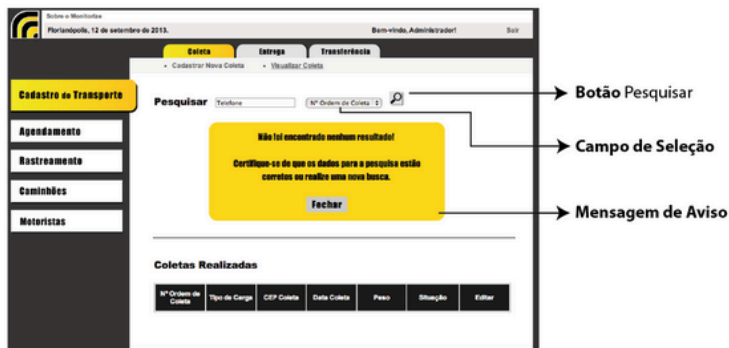 Sobre o Monitorlas
Florianópolis, 12 de setembro de 2013. Bem-vindo, Administrador! Sair
Coleta Entrega Transferência
Cadastrar Nova Coleta Visualizar Coleta
Cadastro de Transporte
Agendamento
Rastreamento
Caminhões
Motoristas
Pesquisar Telefone Nº Ordem de Coleta
Não foi encontrado nenhum resultado!
Certifique-se de que os dados para a pesquisa estão
corretos ou realize uma nova busca.
Fechar
Coletas Realizadas
Nº Ordem de Coleta Tipo de Carga CEP Coleta Data Coleta Peso Situação Editar
Botão Pesquisar
Campo de Seleção
Mensagem de Aviso